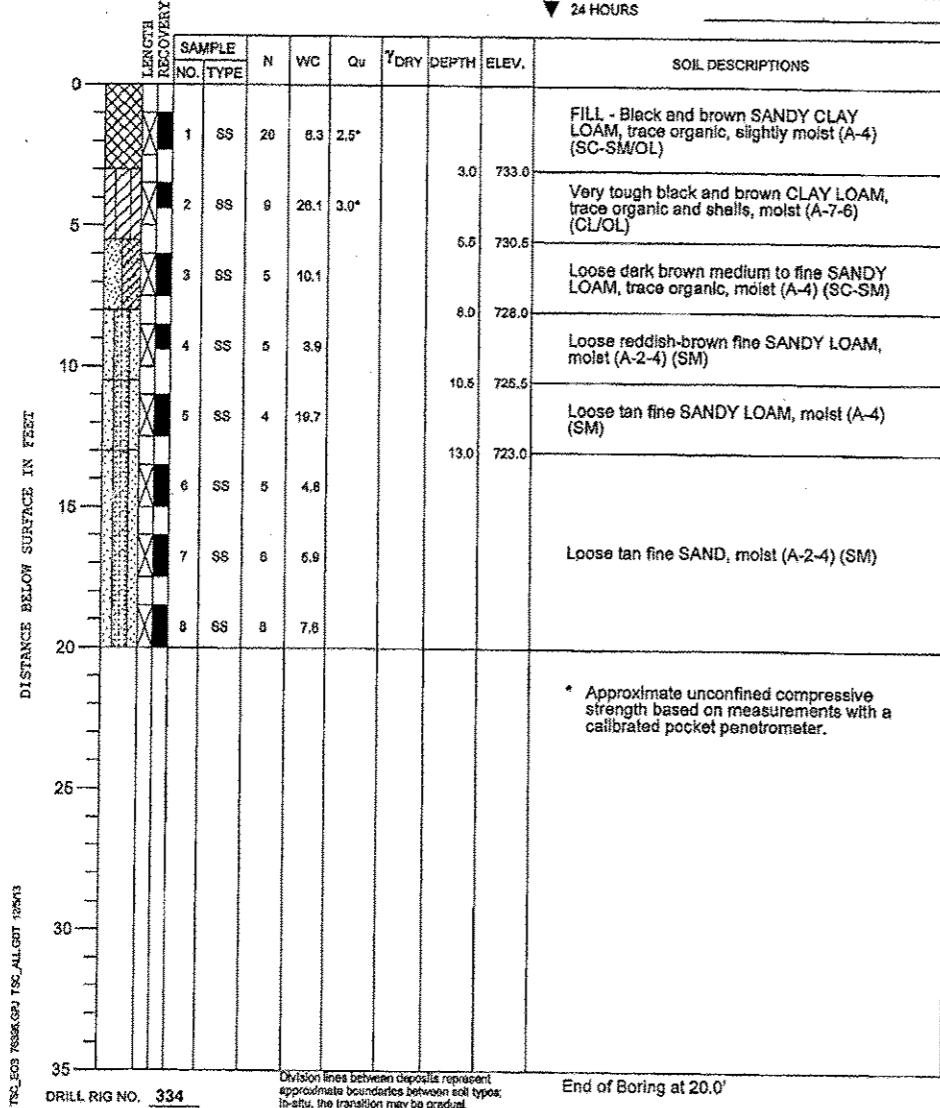 ▼ 24 HOURS
LENGTH RECOVERY SAMPLE NO. TYPE N WC Qu γDRY DEPTH ELEV. SOIL DESCRIPTIONS
0
1 SS 20 6.3 2.5*
FILL - Black and brown SANDY CLAY
LOAM, trace organic, slightly moist (A-4)
(SC-SM/OL)
3.0 733.0
2 SS 9 26.1 3.0*
Very tough black and brown CLAY LOAM,
trace organic and shells, moist (A-7-6)
(CL/OL)
5
5.5 730.5
3 SS 5 10.1
Loose dark brown medium to fine SANDY
LOAM, trace organic, moist (A-4) (SC-SM)
8.0 728.0
4 SS 5 3.9
Loose reddish-brown fine SANDY LOAM,
moist (A-2-4) (SM)
10
10.5 725.5
5 SS 4 19.7
Loose tan fine SANDY LOAM, moist (A-4)
(SM)
13.0 723.0
6 SS 5 4.8
15
7 SS 6 5.9
Loose tan fine SAND, moist (A-2-4) (SM)
8 SS 8 7.6
20
* Approximate unconfined compressive
strength based on measurements with a
calibrated pocket penetrometer.
25
30
35
DISTANCE BELOW SURFACE IN FEET
TSC_EO3 76395.GPJ TSC_ALL.GDT 12/5/13
DRILL RIG NO. 334
Division lines between deposits represent
approximate boundaries between soil types;
in-situ, the transition may be gradual.
End of Boring at 20.0'